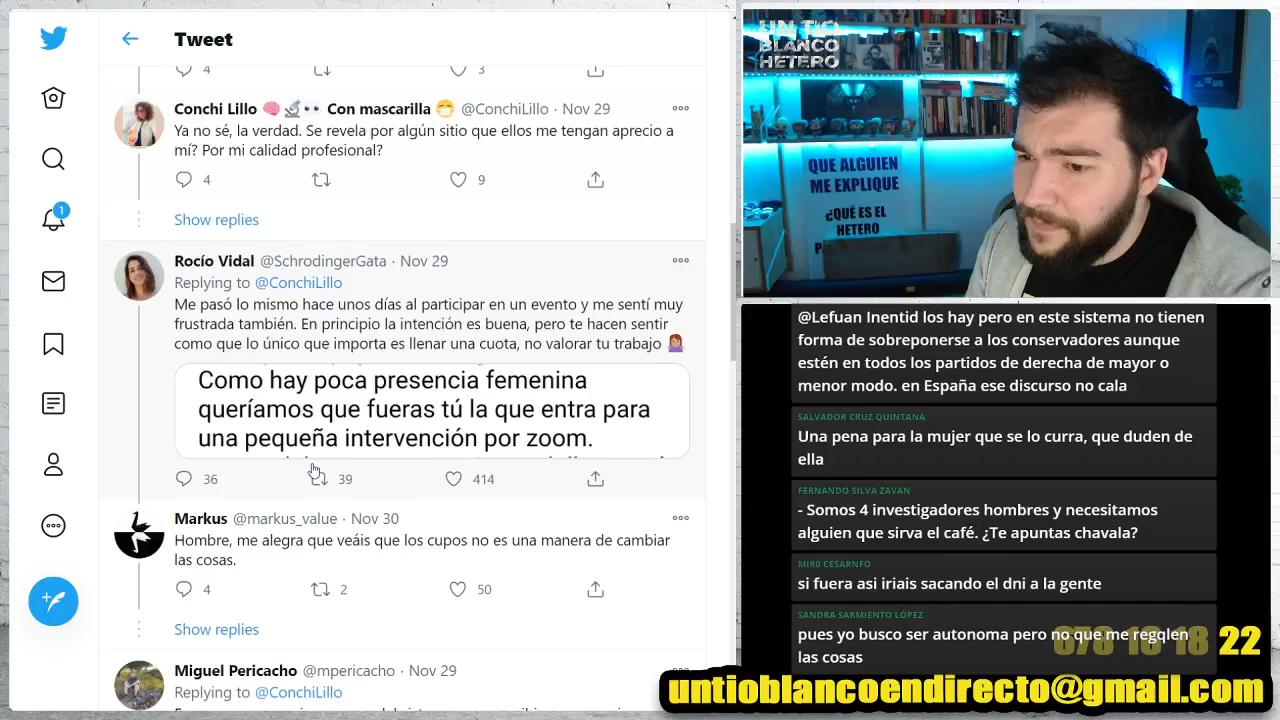 Tweet
4
3
Conchi Lillo 🧠🔬👀 Con mascarilla 😷 @ConchiLillo · Nov 29
Ya no sé, la verdad. Se revela por algún sitio que ellos me tengan aprecio a
mí? Por mi calidad profesional?
4
9
Show replies
Rocío Vidal @SchrodingerGata · Nov 29
Replying to @ConchiLillo
Me pasó lo mismo hace unos días al participar en un evento y me sentí muy
frustrada también. En principio la intención es buena, pero te hacen sentir
como que lo único que importa es llenar una cuota, no valorar tu trabajo 🤷🏽‍♀️
Como hay poca presencia femenina
queríamos que fueras tú la que entra para
una pequeña intervención por zoom.
36
39
414
Markus @markus_value · Nov 30
Hombre, me alegra que veáis que los cupos no es una manera de cambiar
las cosas.
4
2
50
Show replies
Miguel Pericacho @mpericacho · Nov 29
Replying to @ConchiLillo
1
UN TIO
BLANCO
HETERO
QUE ALGUIEN
ME EXPLIQUE
¿QUÉ ES EL
HETERO
@Lefuan Inentid los hay pero en este sistema no tienen
forma de sobreponerse a los conservadores aunque
estén en todos los partidos de derecha de mayor o
menor modo. en España ese discurso no cala
SALVADOR CRUZ QUINTANA
Una pena para la mujer que se lo curra, que duden de
ella
FERNANDO SILVA ZAVAN
- Somos 4 investigadores hombres y necesitamos
alguien que sirva el café. ¿Te apuntas chavala?
MIR0 CESARNFO
si fuera asi iriais sacando el dni a la gente
SANDRA SARMIENTO LÓPEZ
pues yo busco ser autonoma pero no que me regqlen
las cosas
22
untioblancoendirecto@gmail.com